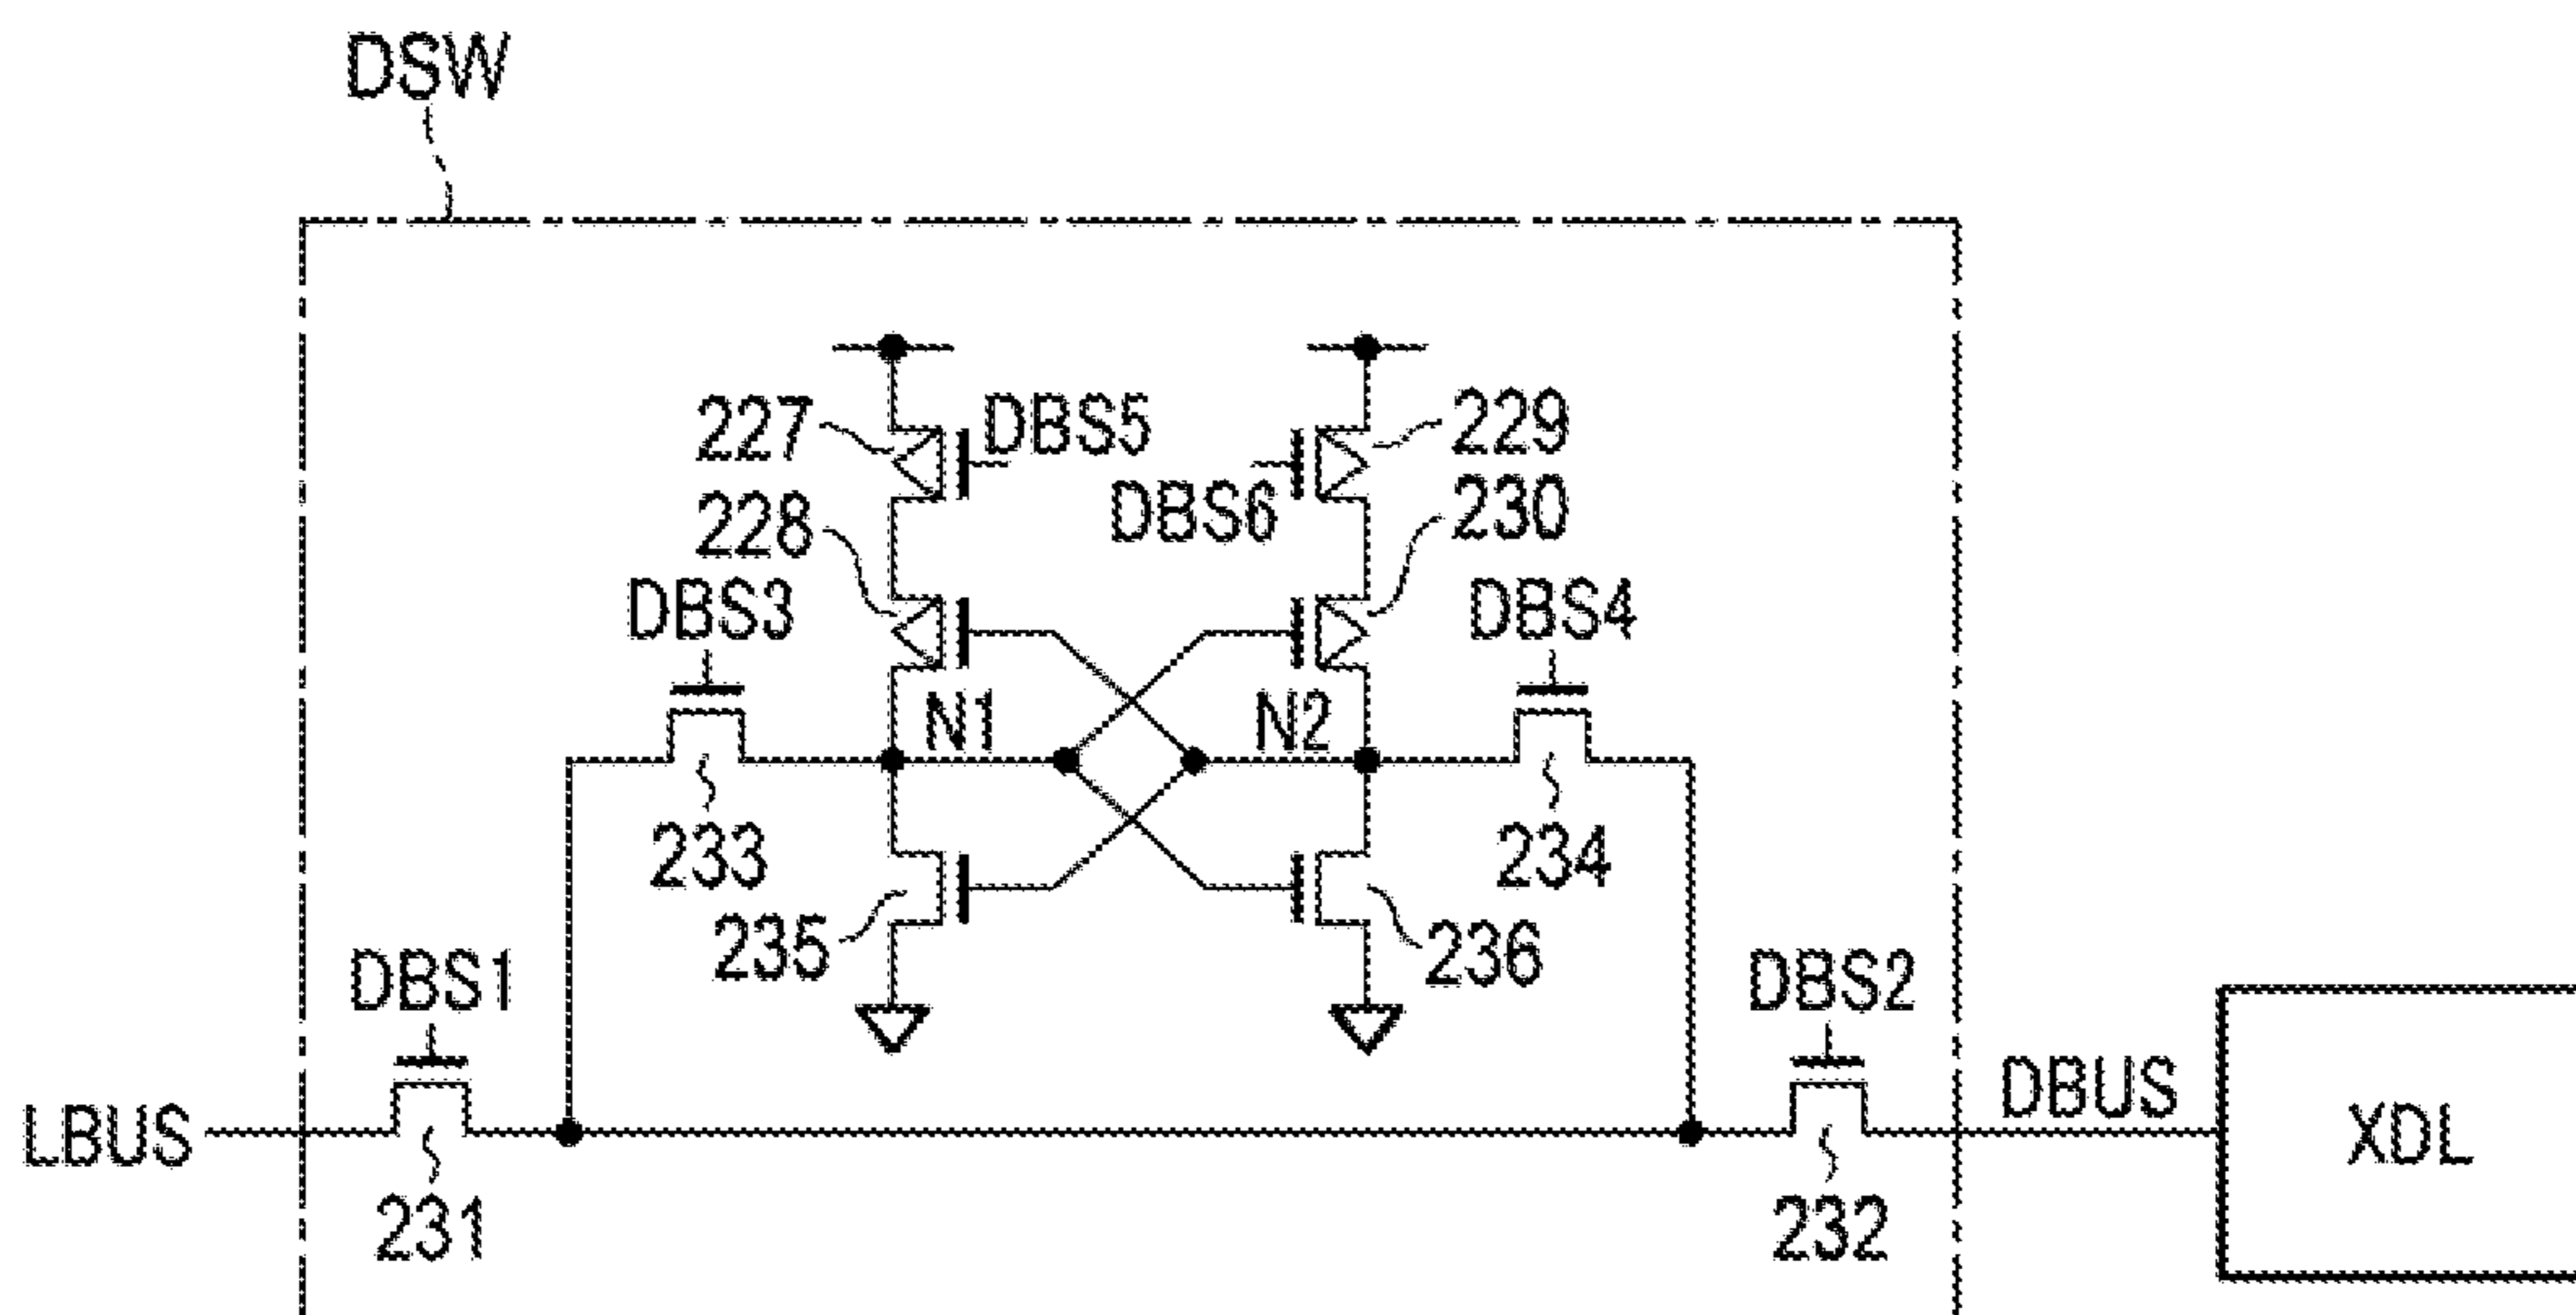 DSW
227
DBS5
229
228
DBS6
230
DBS3
DBS4
N1
N2
233
234
235
236
DBS1
DBS2
LBUS
DBUS
XDL
231
232